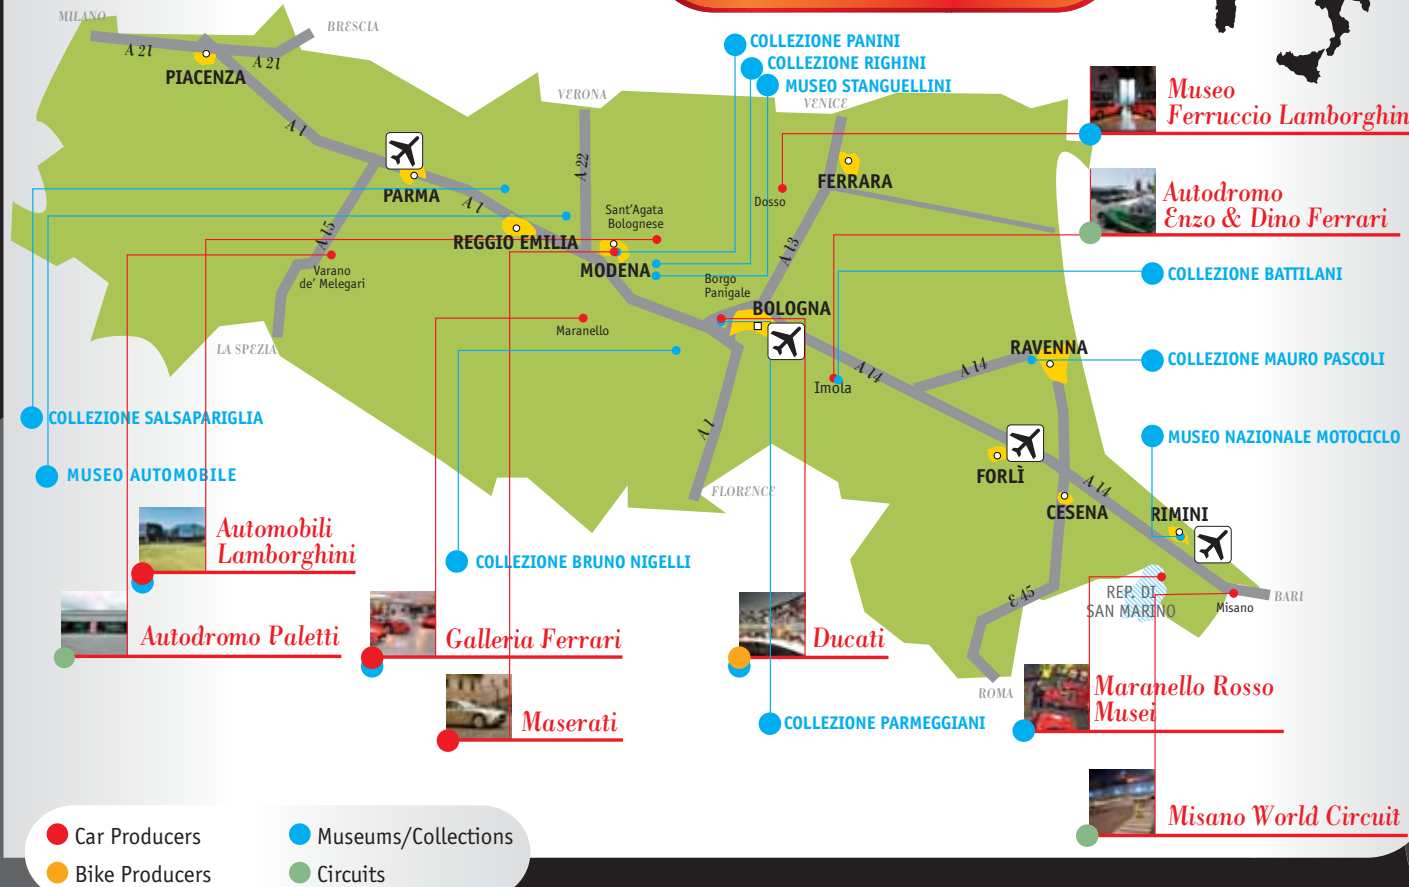 MILANO
BRESCIA
A 21
A 21
PIACENZA
A 1
COLLEZIONE PANINI
COLLEZIONE RIGHINI
MUSEO STANGUELLINI
VERONA
VENICE
Museo
Ferruccio Lamborghin
A 22
PARMA
A 1
A 15
FERRARA
Dosso
Autodromo
Enzo & Dino Ferrari
Sant'Agata
Bolognese
REGGIO EMILIA
MODENA
A 13
Varano
de' Melegari
Borgo
Panigale
COLLEZIONE BATTILANI
BOLOGNA
Maranello
LA SPEZIA
RAVENNA
COLLEZIONE MAURO PASCOLI
A 14
A 14
Imola
COLLEZIONE SALSAPARIGLIA
A 1
MUSEO NAZIONALE MOTOCICLO
MUSEO AUTOMOBILE
FORLÌ
A 14
FLORENCE
CESENA
RIMINI
Automobili
Lamborghini
COLLEZIONE BRUNO NIGELLI
E 45
REP. DI
SAN MARINO
BARI
Misano
Autodromo Paletti
Galleria Ferrari
Ducati
ROMA
Maranello Rosso
Musei
Maserati
COLLEZIONE PARMEGGIANI
Misano World Circuit
Car Producers
Museums/Collections
Bike Producers
Circuits